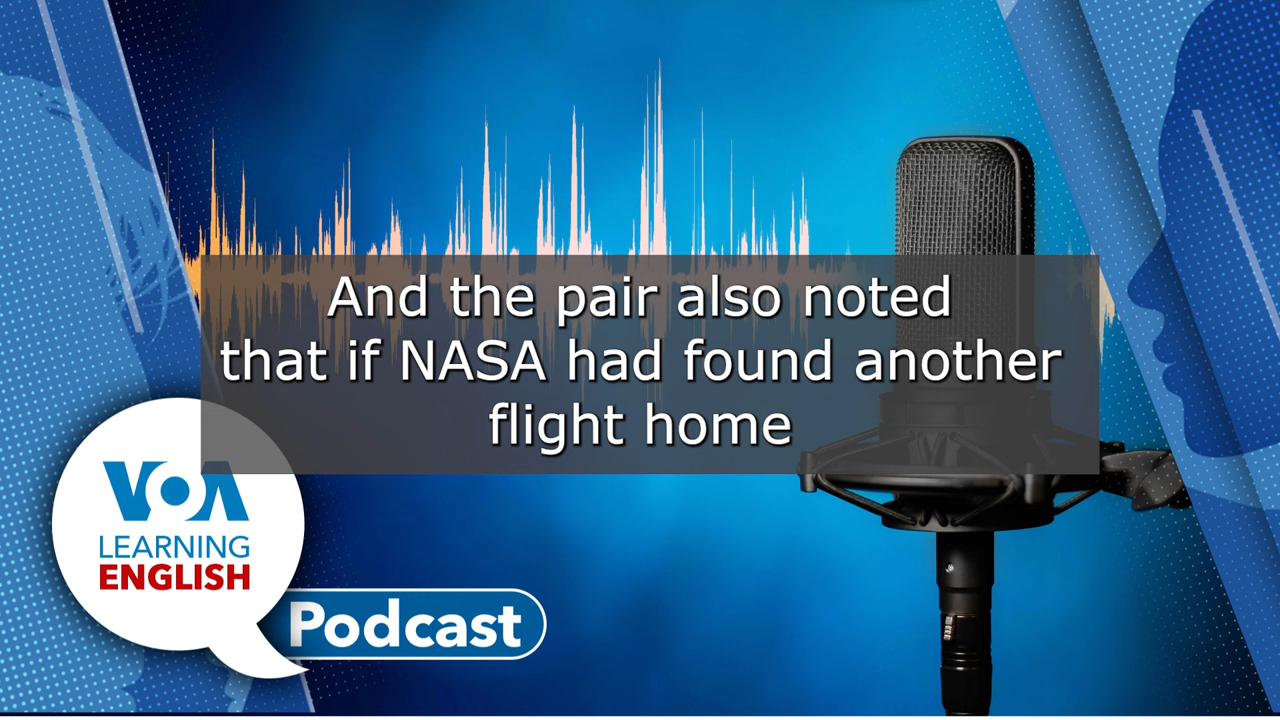 And the pair also noted
that if NASA had found another
flight home
VOA
LEARNING
ENGLISH
Podcast